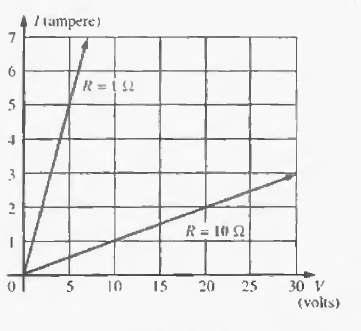 I (ampere)
7
6
R = 1 Ω
5
4
3
2
R = 10 Ω
1
0 5 10 15 20 25 30 V
(volts)